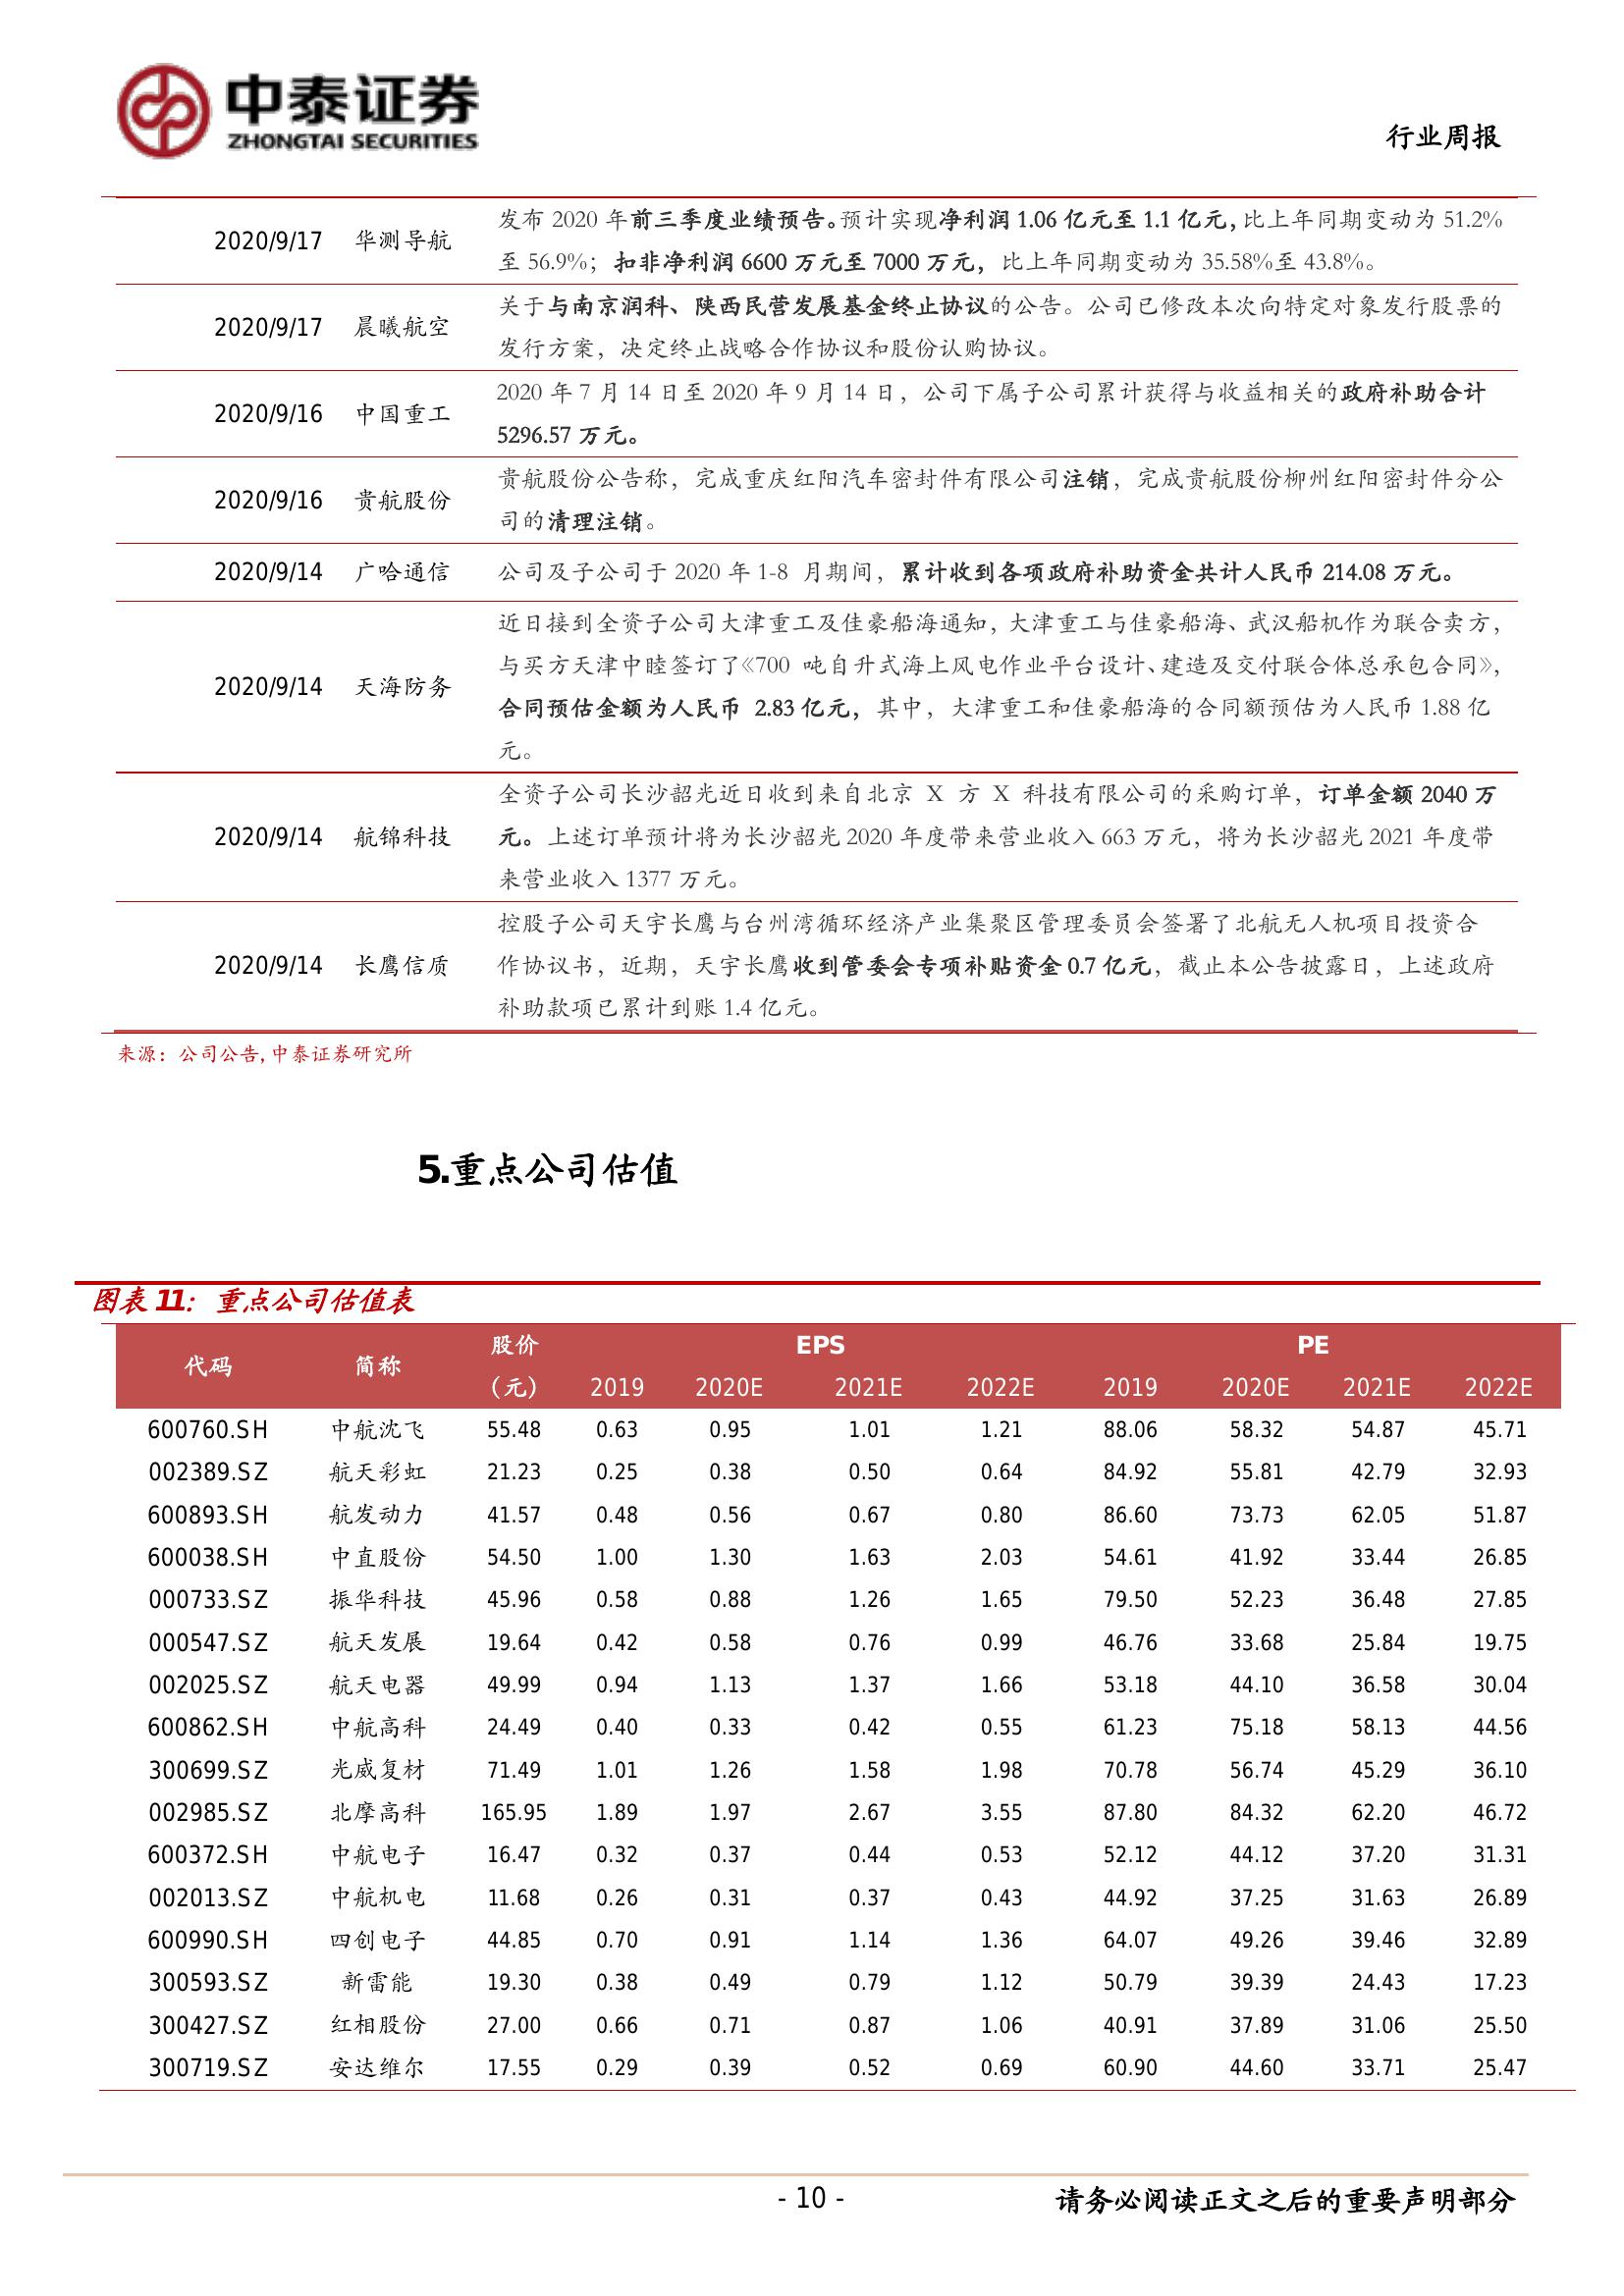 中泰证券
ZHONGTAI SECURITIES
行业周报
2020/9/17 华测导航 发布 2020 年前三季度业绩预告。预计实现净利润 1.06 亿元至 1.1 亿元，比上年同期变动为 51.2%
至 56.9%；扣非净利润 6600 万元至 7000 万元，比上年同期变动为 35.58%至 43.8%。
2020/9/17 晨曦航空 关于与南京润科、陕西民营发展基金终止协议的公告。公司已修改本次向特定对象发行股票的
发行方案，决定终止战略合作协议和股份认购协议。
2020/9/16 中国重工 2020 年 7 月 14 日至 2020 年 9 月 14 日，公司下属子公司累计获得与收益相关的政府补助合计
5296.57 万元。
2020/9/16 贵航股份 贵航股份公告称，完成重庆红阳汽车密封件有限公司注销，完成贵航股份柳州红阳密封件分公
司的清理注销。
2020/9/14 广哈通信 公司及子公司于 2020 年 1-8 月期间，累计收到各项政府补助资金共计人民币 214.08 万元。
2020/9/14 天海防务 近日接到全资子公司大津重工及佳豪船海通知，大津重工与佳豪船海、武汉船机作为联合卖方，
与买方天津中睦签订了《700 吨自升式海上风电作业平台设计、建造及交付联合体总承包合同》，
合同预估金额为人民币 2.83 亿元，其中，大津重工和佳豪船海的合同额预估为人民币 1.88 亿
元。
2020/9/14 航锦科技 全资子公司长沙韶光近日收到来自北京 X 方 X 科技有限公司的采购订单，订单金额 2040 万
元。上述订单预计将为长沙韶光 2020 年度带来营业收入 663 万元，将为长沙韶光 2021 年度带
来营业收入 1377 万元。
2020/9/14 长鹰信质 控股子公司天宇长鹰与台州湾循环经济产业集聚区管理委员会签署了北航无人机项目投资合
作协议书，近期，天宇长鹰收到管委会专项补贴资金 0.7 亿元，截止本公告披露日，上述政府
补助款项已累计到账 1.4 亿元。
来源：公司公告，中泰证券研究所
5.重点公司估值
图表 11：重点公司估值表
代码 简称 股价 EPS PE
（元） 2019 2020E 2021E 2022E 2019 2020E 2021E 2022E
600760.SH 中航沈飞 55.48 0.63 0.95 1.01 1.21 88.06 58.32 54.87 45.71
002389.SZ 航天彩虹 21.23 0.25 0.38 0.50 0.64 84.92 55.81 42.79 32.93
600893.SH 航发动力 41.57 0.48 0.56 0.67 0.80 86.60 73.73 62.05 51.87
600038.SH 中直股份 54.50 1.00 1.30 1.63 2.03 54.61 41.92 33.44 26.85
000733.SZ 振华科技 45.96 0.58 0.88 1.26 1.65 79.50 52.23 36.48 27.85
000547.SZ 航天发展 19.64 0.42 0.58 0.76 0.99 46.76 33.68 25.84 19.75
002025.SZ 航天电器 49.99 0.94 1.13 1.37 1.66 53.18 44.10 36.58 30.04
600862.SH 中航高科 24.49 0.40 0.33 0.42 0.55 61.23 75.18 58.13 44.56
300699.SZ 光威复材 71.49 1.01 1.26 1.58 1.98 70.78 56.74 45.29 36.10
002985.SZ 北摩高科 165.95 1.89 1.97 2.67 3.55 87.80 84.32 62.20 46.72
600372.SH 中航电子 16.47 0.32 0.37 0.44 0.53 52.12 44.12 37.20 31.31
002013.SZ 中航机电 11.68 0.26 0.31 0.37 0.43 44.92 37.25 31.63 26.89
600990.SH 四创电子 44.85 0.70 0.91 1.14 1.36 64.07 49.26 39.46 32.89
300593.SZ 新雷能 19.30 0.38 0.49 0.79 1.12 50.79 39.39 24.43 17.23
300427.SZ 红相股份 27.00 0.66 0.71 0.87 1.06 40.91 37.89 31.06 25.50
300719.SZ 安达维尔 17.55 0.29 0.39 0.52 0.69 60.90 44.60 33.71 25.47
- 10 -
请务必阅读正文之后的重要声明部分